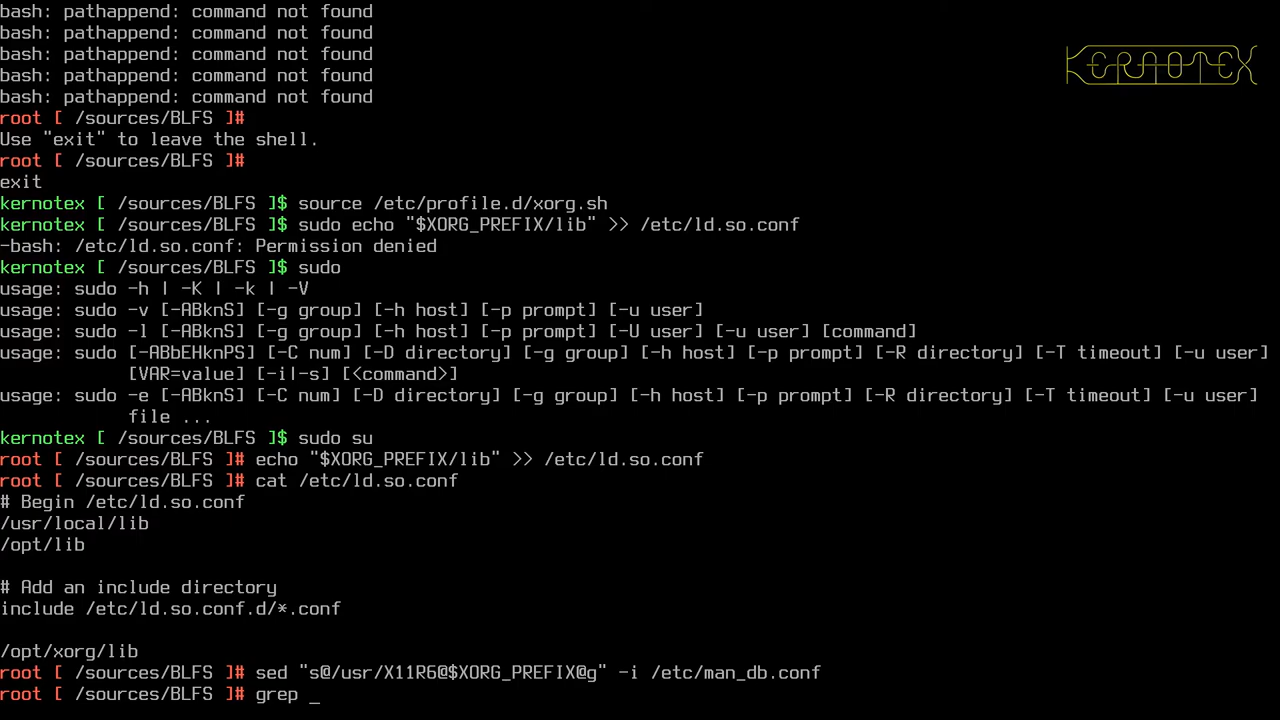 bash: pathappend: command not found
bash: pathappend: command not found
bash: pathappend: command not found
bash: pathappend: command not found
bash: pathappend: command not found
KERNOTEX
root [ /sources/BLFS ]#
Use "exit" to leave the shell.
root [ /sources/BLFS ]#
exit
kernotex [ /sources/BLFS ]$ source /etc/profile.d/xorg.sh
kernotex [ /sources/BLFS ]$ sudo echo "$XORG_PREFIX/lib" >> /etc/ld.so.conf
-bash: /etc/ld.so.conf: Permission denied
kernotex [ /sources/BLFS ]$ sudo
usage: sudo -h | -K | -k | -V
usage: sudo -v [-ABknS] [-g group] [-h host] [-p prompt] [-u user]
usage: sudo -l [-ABknS] [-g group] [-h host] [-p prompt] [-U user] [-u user] [command]
usage: sudo [-ABbEHknPS] [-C num] [-D directory] [-g group] [-h host] [-p prompt] [-R directory] [-T timeout] [-u user]
            [VAR=value] [-i|-s] [<command>]
usage: sudo -e [-ABknS] [-C num] [-D directory] [-g group] [-h host] [-p prompt] [-R directory] [-T timeout] [-u user]
            file ...
kernotex [ /sources/BLFS ]$ sudo su
root [ /sources/BLFS ]# echo "$XORG_PREFIX/lib" >> /etc/ld.so.conf
root [ /sources/BLFS ]# cat /etc/ld.so.conf
# Begin /etc/ld.so.conf
/usr/local/lib
/opt/lib
# Add an include directory
include /etc/ld.so.conf.d/*.conf
/opt/xorg/lib
root [ /sources/BLFS ]# sed "s@/usr/X11R6@$XORG_PREFIX@g" -i /etc/man_db.conf
root [ /sources/BLFS ]# grep _